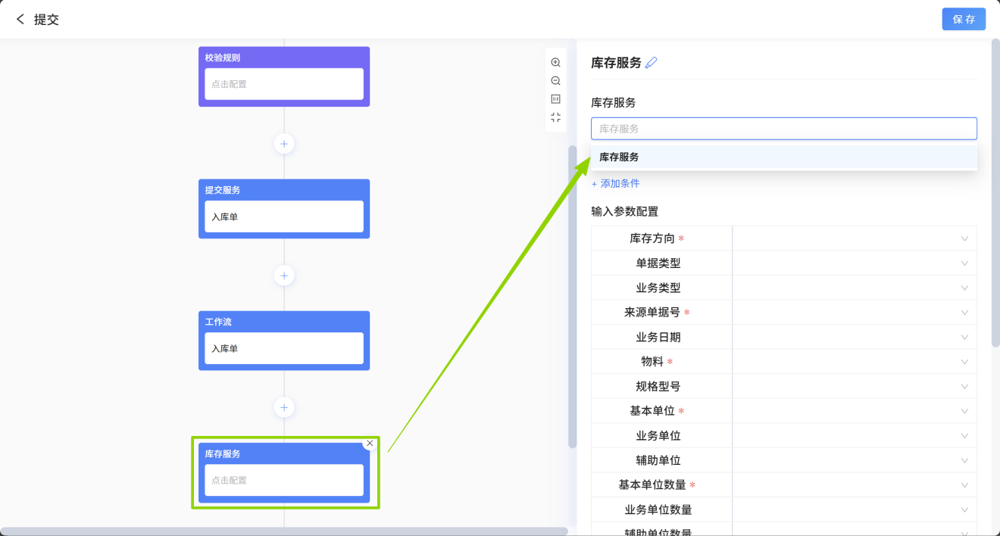 提交
保 存
校验规则
点击配置
提交服务
入库单
工作流
入库单
库存服务
点击配置
库存服务
库存服务
库存服务
库存服务
+ 添加条件
输入参数配置
库存方向 *
单据类型
业务类型
来源单据号 *
业务日期
物料 *
规格型号
基本单位 *
业务单位
辅助单位
基本单位数量 *
业务单位数量
辅助单位数量